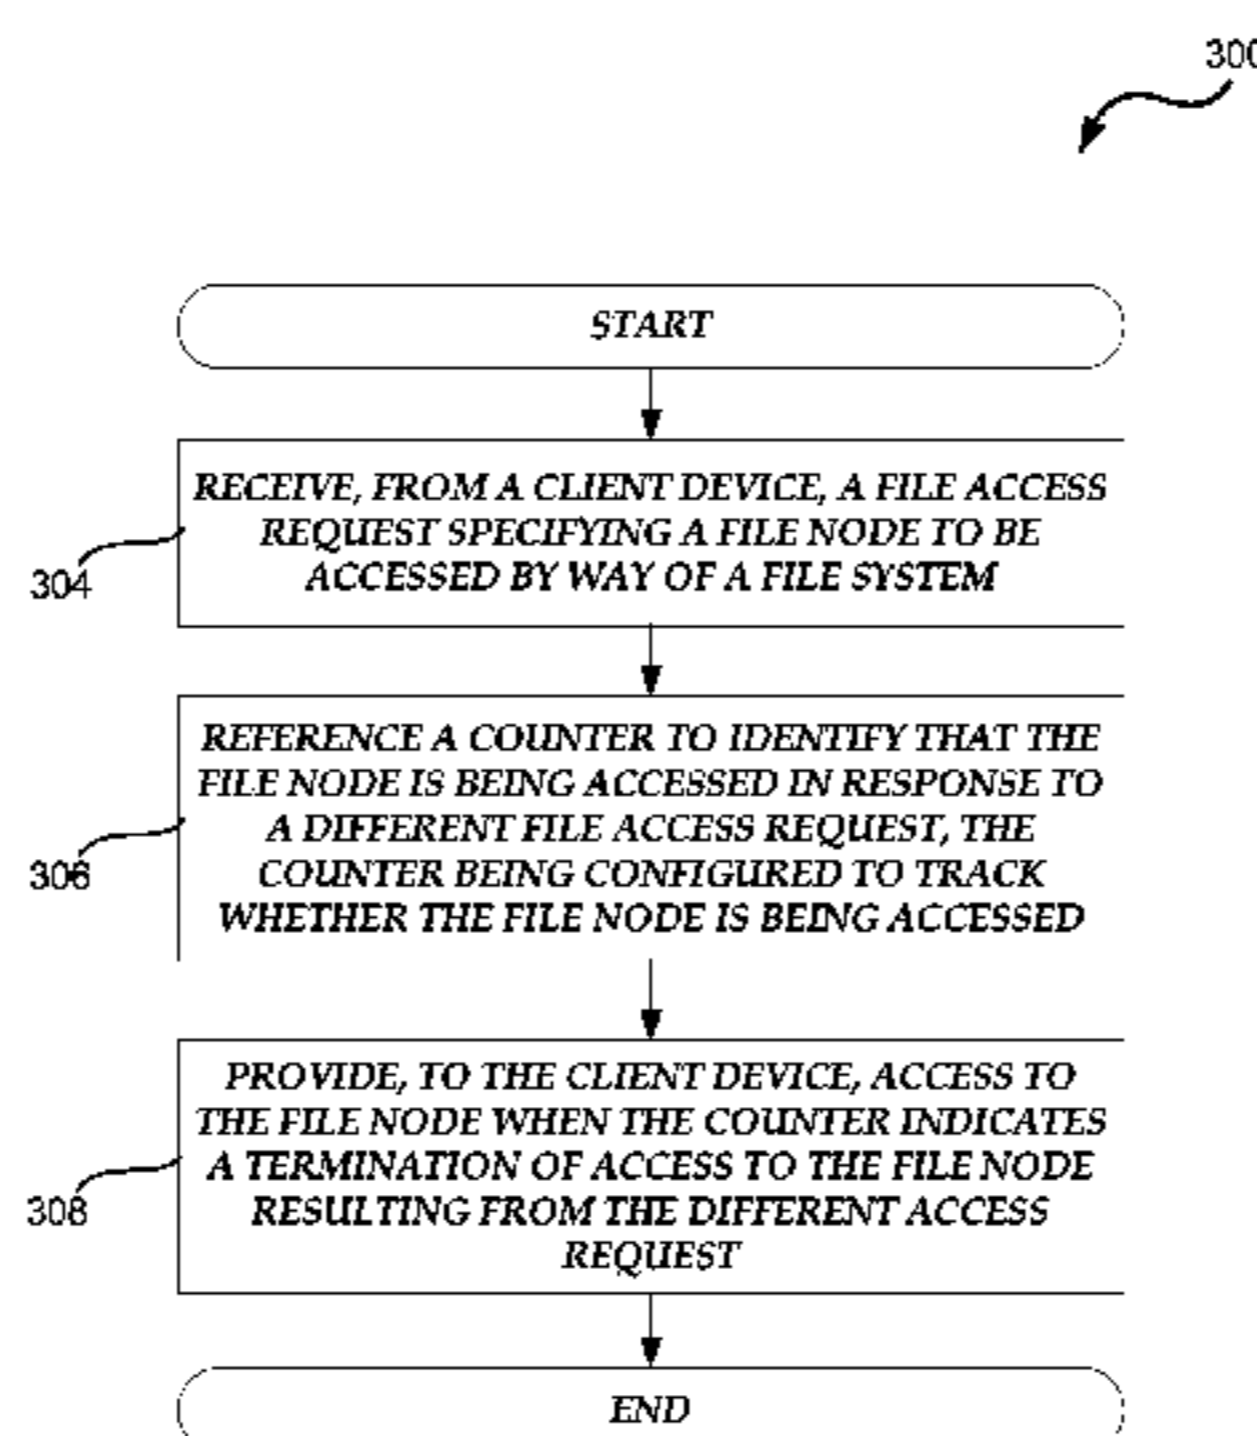 300
START
RECEIVE, FROM A CLIENT DEVICE, A FILE ACCESS
REQUEST SPECIFYING A FILE NODE TO BE
ACCESSED BY WAY OF A FILE SYSTEM
304
REFERENCE A COUNTER TO IDENTIFY THAT THE
FILE NODE IS BEING ACCESSED IN RESPONSE TO
A DIFFERENT FILE ACCESS REQUEST, THE
COUNTER BEING CONFIGURED TO TRACK
WHETHER THE FILE NODE IS BEING ACCESSED
306
PROVIDE, TO THE CLIENT DEVICE, ACCESS TO
THE FILE NODE WHEN THE COUNTER INDICATES
A TERMINATION OF ACCESS TO THE FILE NODE
RESULTING FROM THE DIFFERENT ACCESS
REQUEST
308
END